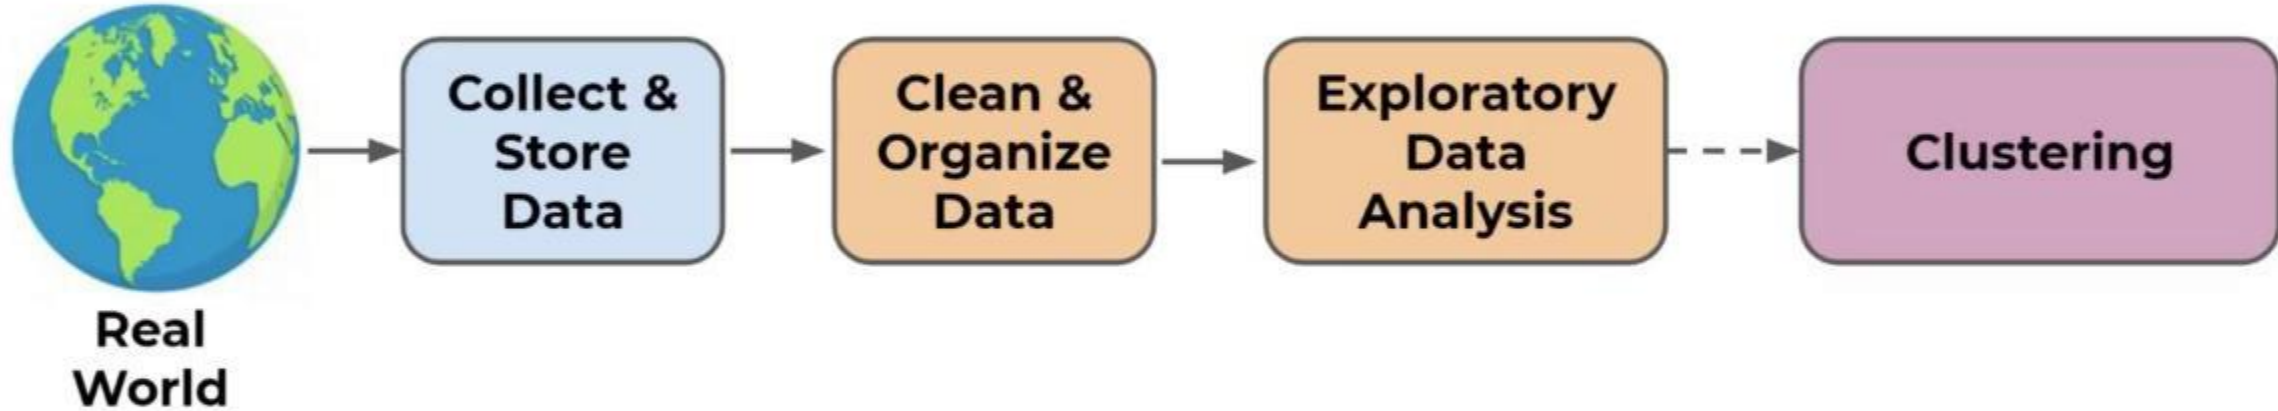 Collect &
Store
Data
Clean &
Organize
Data
Exploratory
Data
Analysis
Clustering
Real
World